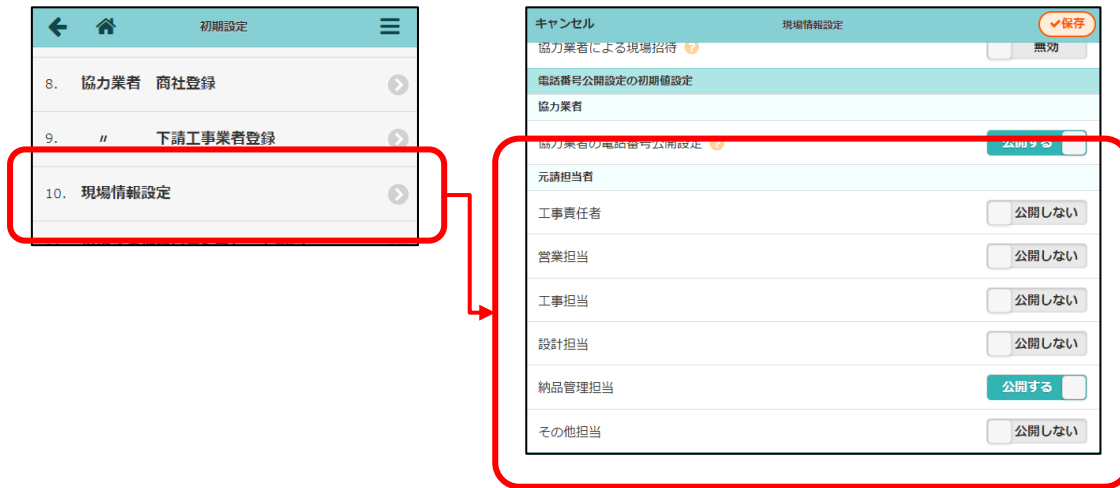 初期設定
8. 協力業者 商社登録
9. 〃 下請工事業者登録
10. 現場情報設定
キャンセル 現場情報設定 ✔保存
協力業者による現場招待 ? 無効
電話番号公開設定の初期値設定
協力業者
協力業者の電話番号公開設定 ? 公開する
元請担当者
工事責任者 公開しない
営業担当 公開しない
工事担当 公開しない
設計担当 公開しない
納品管理担当 公開する
その他担当 公開しない